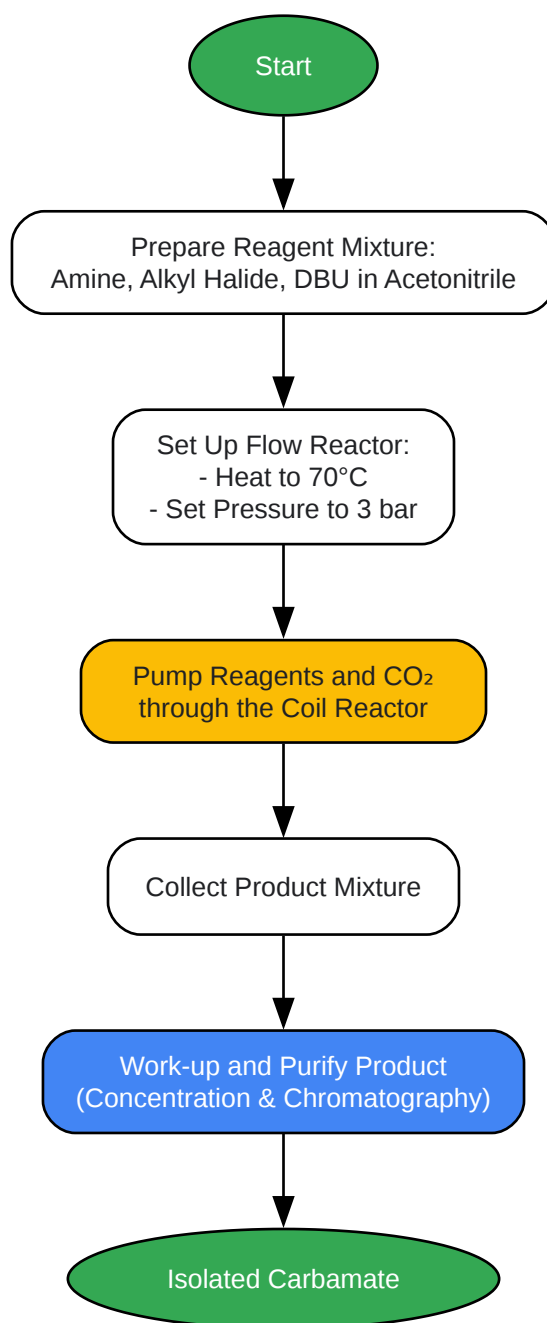 Start
Prepare Reagent Mixture:
Amine, Alkyl Halide, DBU in Acetonitrile
Set Up Flow Reactor:
- Heat to 70°C
- Set Pressure to 3 bar
Pump Reagents and CO₂
through the Coil Reactor
Collect Product Mixture
Work-up and Purify Product
(Concentration & Chromatography)
Isolated Carbamate